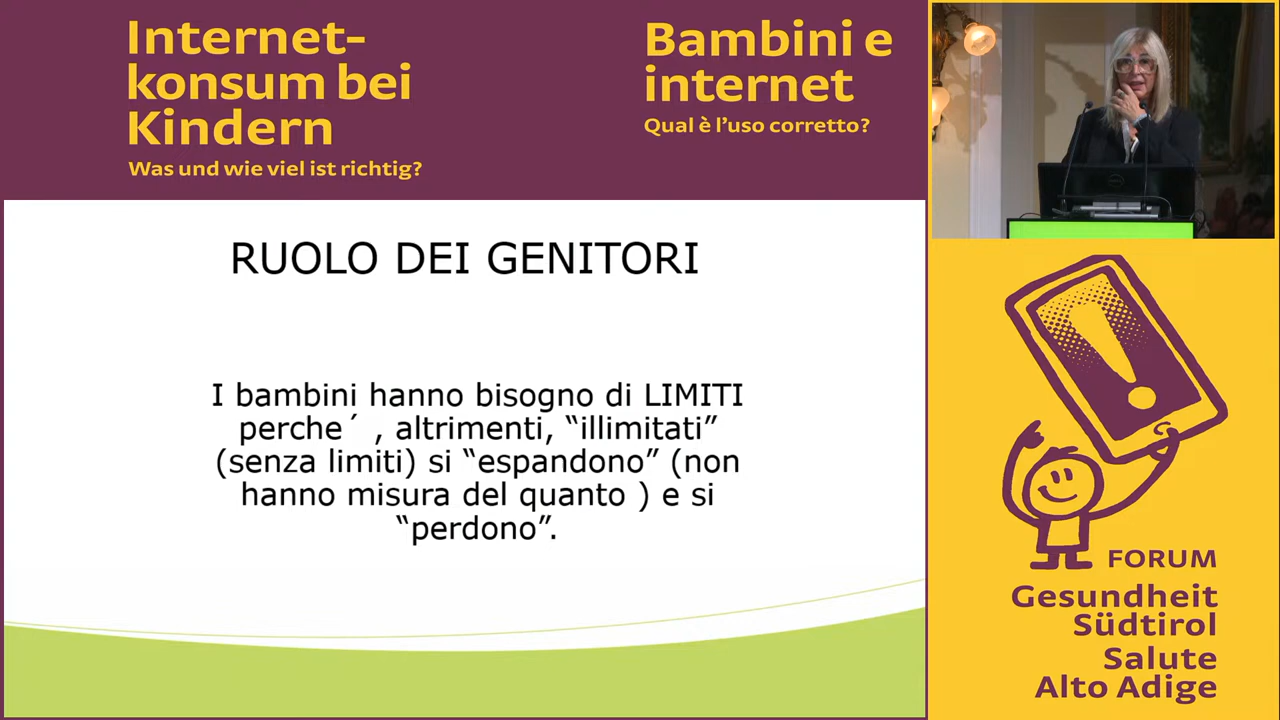 Internet-
konsum bei
Kindern
Was und wie viel ist richtig?
Bambini e
internet
Qual è l’uso corretto?
RUOLO DEI GENITORI
I bambini hanno bisogno di LIMITI
perche´ , altrimenti, “illimitati”
(senza limiti) si “espandono” (non
hanno misura del quanto ) e si
“perdono”.
FORUM
Gesundheit
Südtirol
Salute
Alto Adige